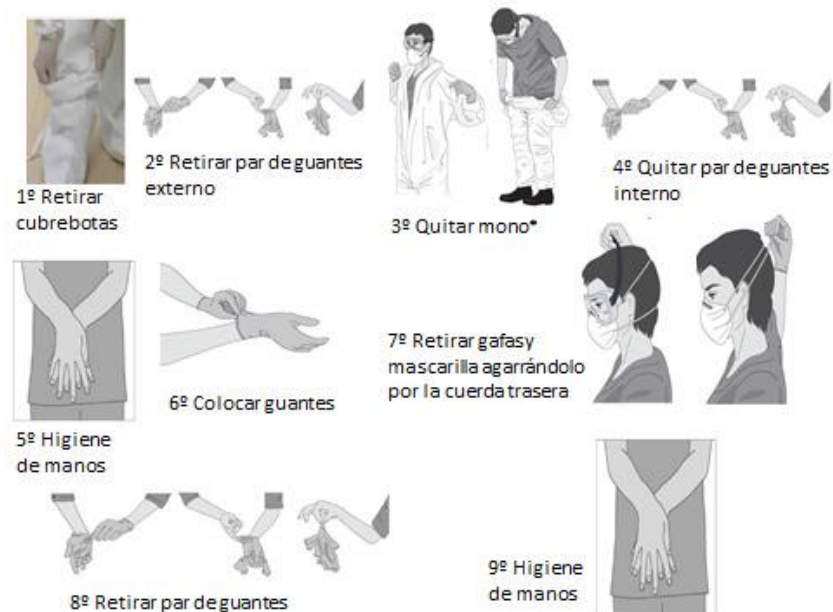 1º Retirar
cubrebotas
2º Retirar par de guantes
externo
3º Quitar mono*
4º Quitar par de guantes
interno
5º Higiene
de manos
6º Colocar guantes
7º Retirar gafas y
mascarilla agarrándolo
por la cuerda trasera
8º Retirar par de guantes
9º Higiene
de manos